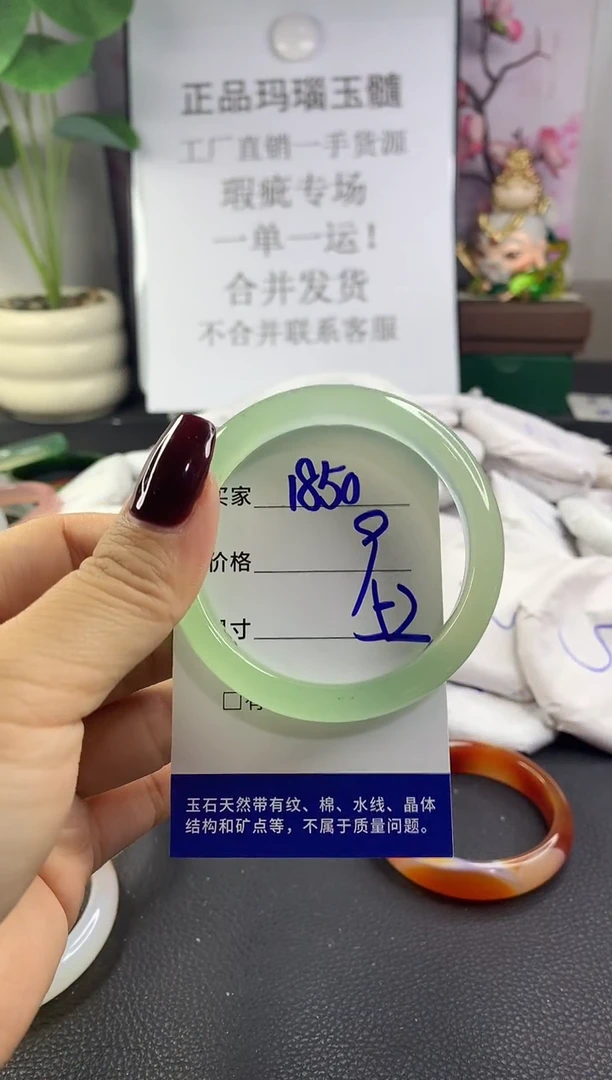 正品玛瑙玉髓
工厂直销一手货源
瑕疵专场
一单一运！
合并发货
不合并联系客服
买家 1850
价格
寸
□有
玉石天然带有纹、棉、水线、晶体
结构和矿点等，不属于质量问题。